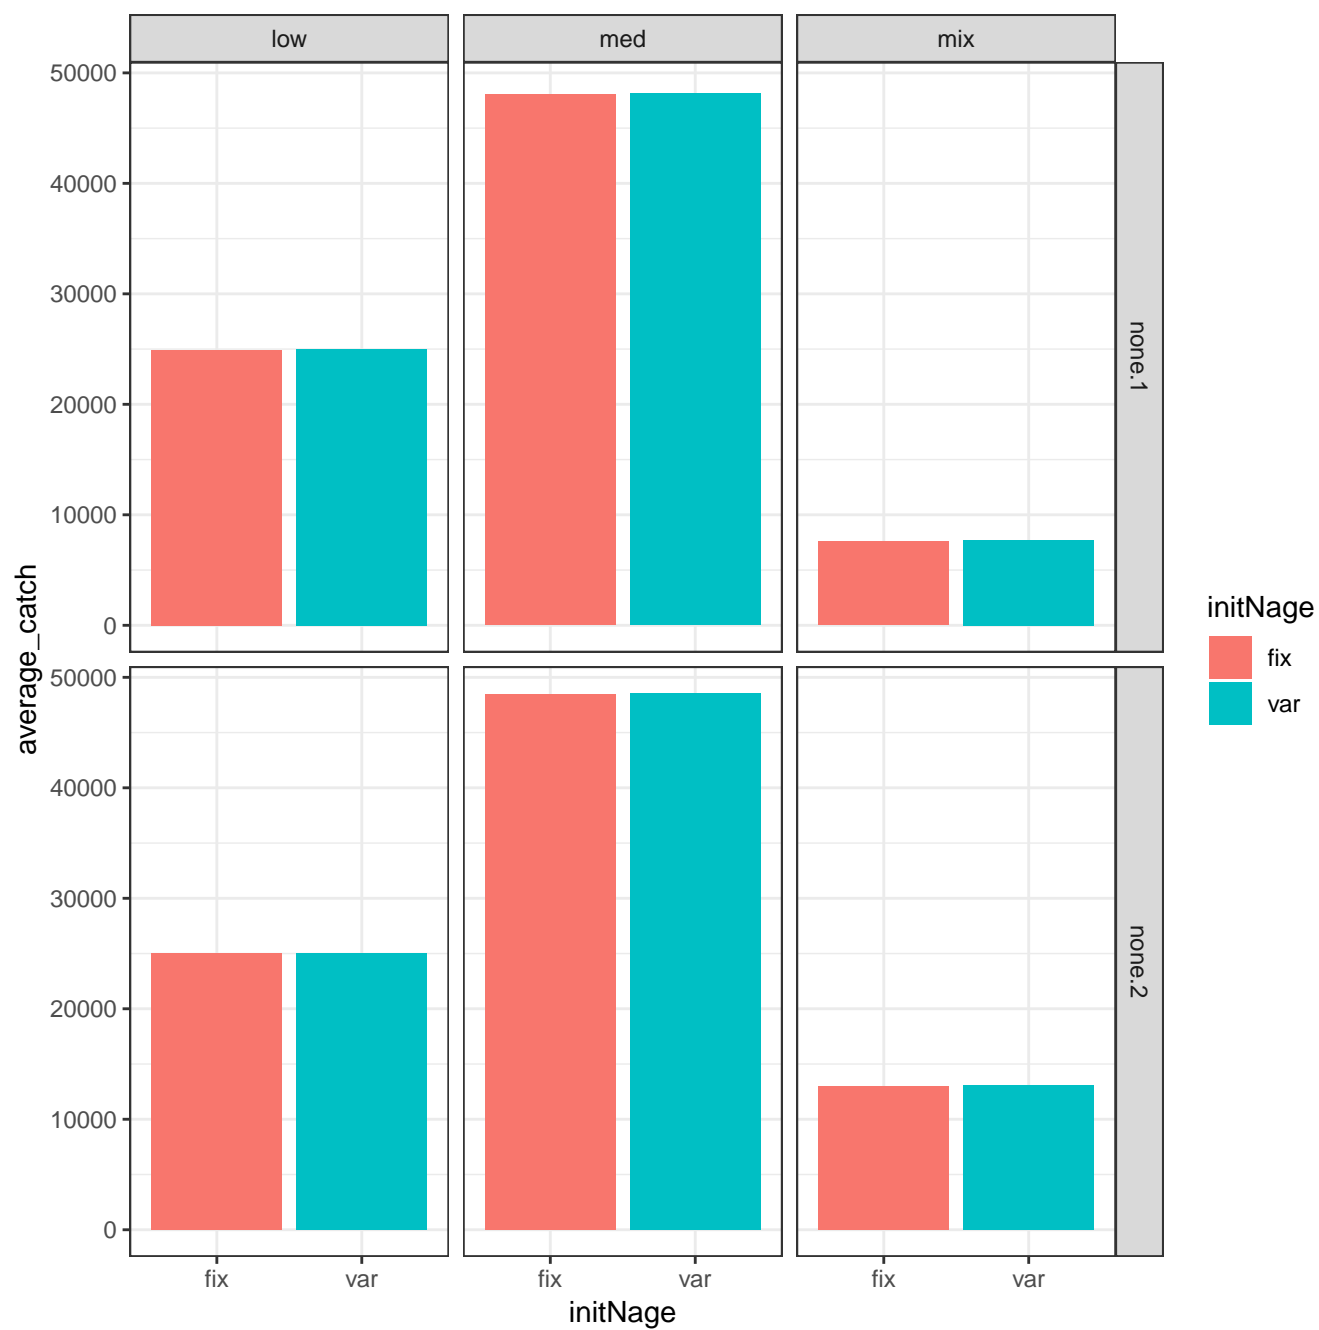 low med mix
50000
40000
30000
20000
10000
0
none.1
50000
40000
30000
20000
10000
0
none.2
average_catch
fix var fix var fix var
initNage
initNage
fix
var